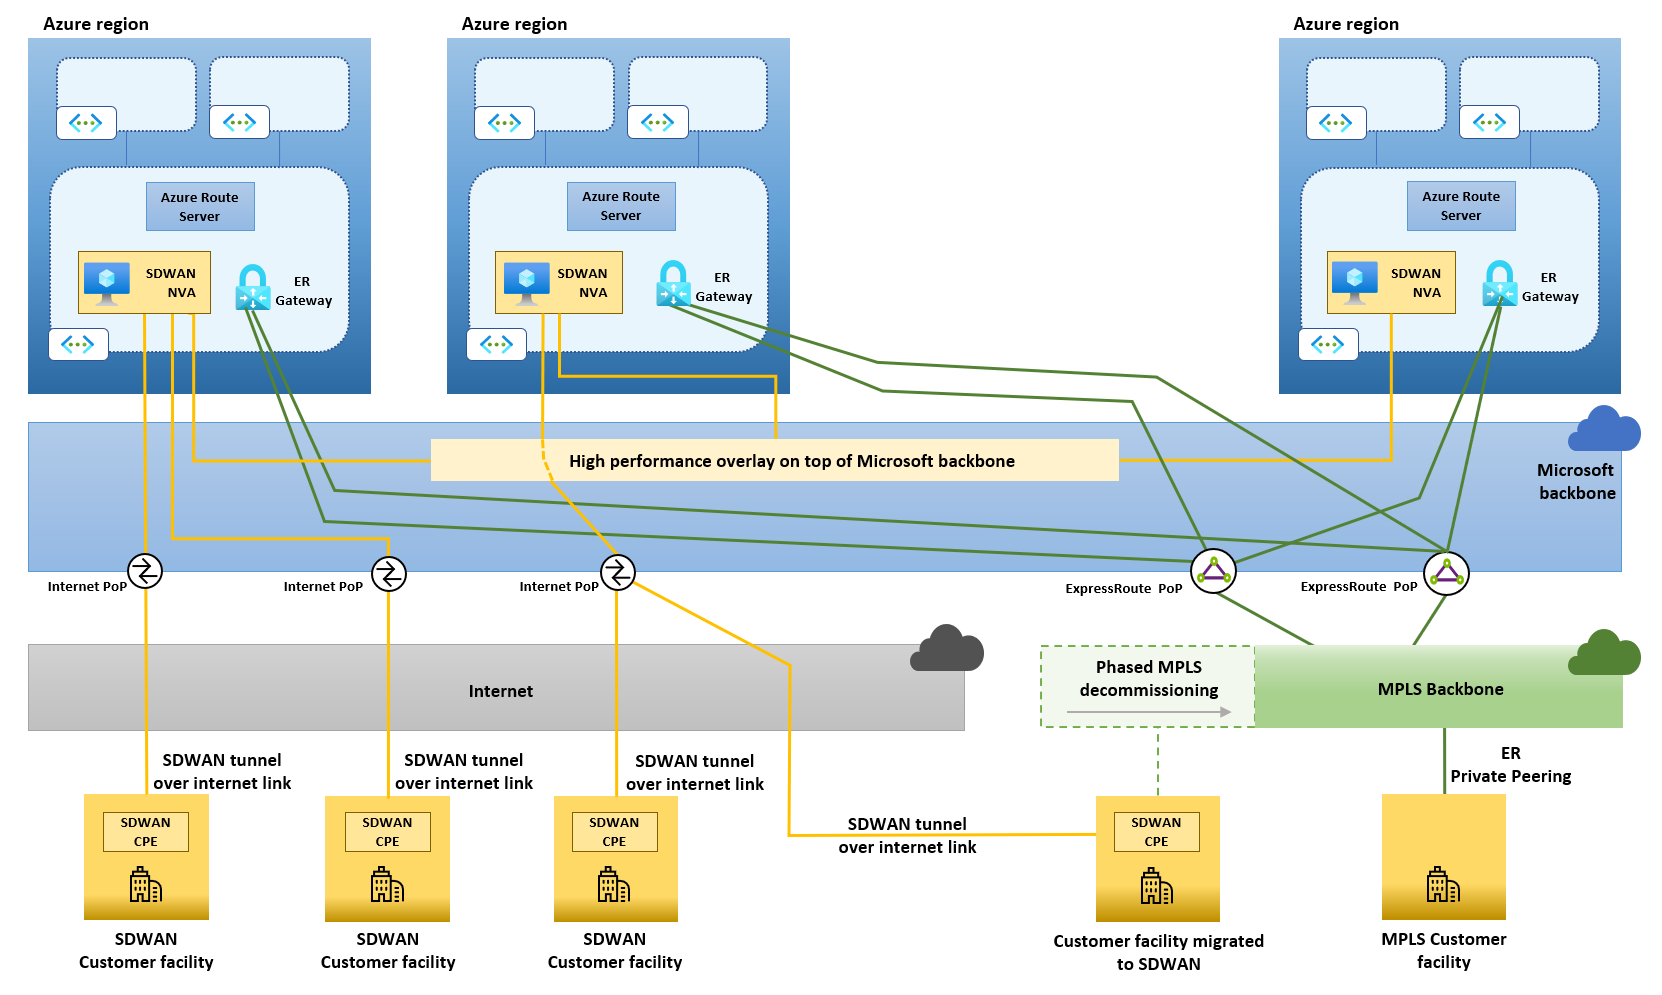 Azure region
Azure region
Azure region
Azure Route
Server
Azure Route
Server
Azure Route
Server
SDWAN
NVA
ER
Gateway
SDWAN
NVA
ER
Gateway
SDWAN
NVA
ER
Gateway
High performance overlay on top of Microsoft backbone
Microsoft
backbone
Internet PoP
Internet PoP
Internet PoP
ExpressRoute PoP
ExpressRoute PoP
Internet
Phased MPLS
decommissioning
MPLS Backbone
SDWAN tunnel
over internet link
SDWAN tunnel
over internet link
SDWAN tunnel
over internet link
ER
Private Peering
SDWAN tunnel
over internet link
SDWAN
CPE
SDWAN
CPE
SDWAN
CPE
SDWAN
CPE
SDWAN
Customer facility
SDWAN
Customer facility
SDWAN
Customer facility
Customer facility migrated
to SDWAN
MPLS Customer
facility